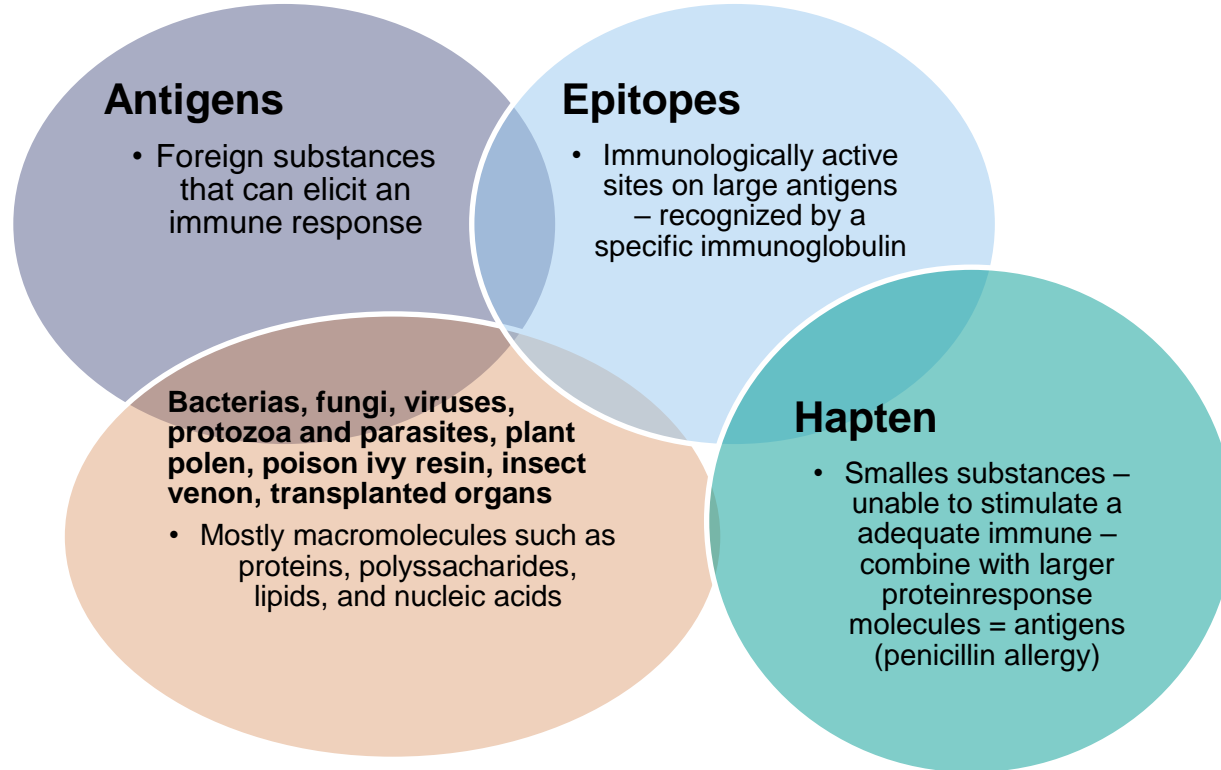 Antigens
• Foreign substances
that can elicit an
immune response
Epitopes
• Immunologically active
sites on large antigens
– recognized by a
specific immunoglobulin
Bacterias, fungi, viruses,
protozoa and parasites, plant
polen, poison ivy resin, insect
venon, transplanted organs
• Mostly macromolecules such as
proteins, polyssacharides,
lipids, and nucleic acids
Hapten
• Smalles substances –
unable to stimulate a
adequate immune –
combine with larger
proteinresponse
molecules = antigens
(penicillin allergy)